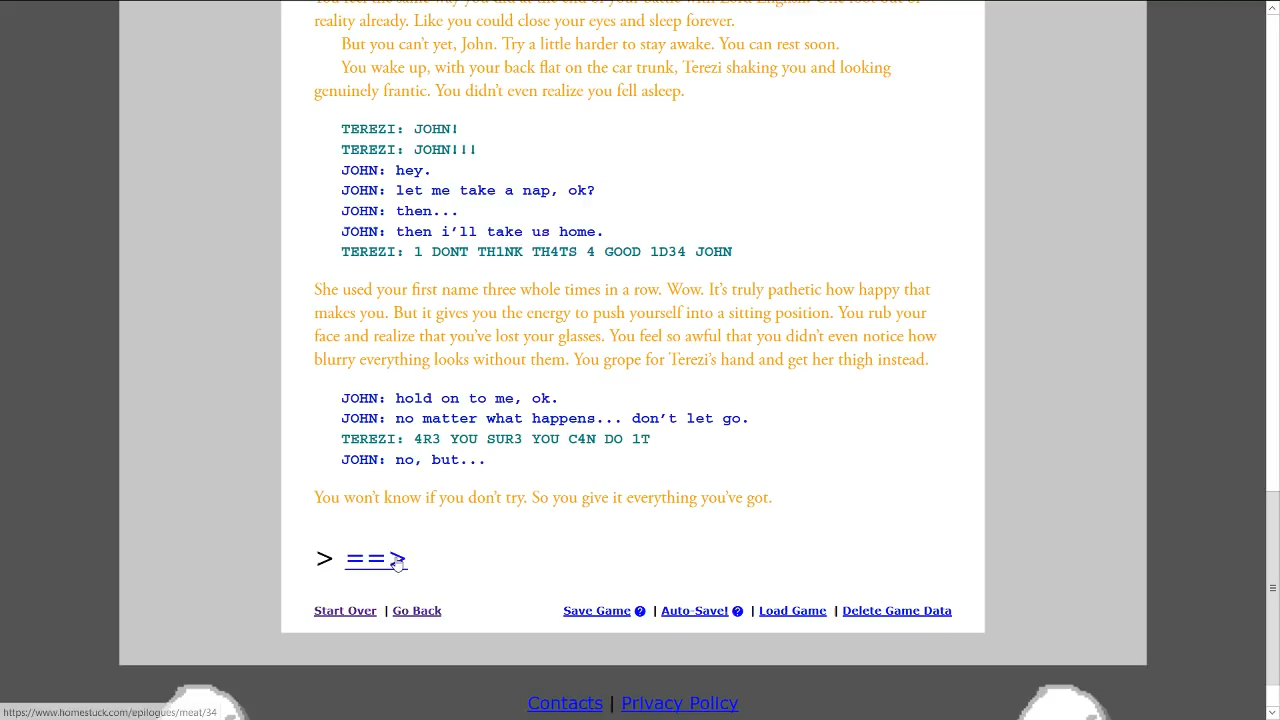 reality already. Like you could close your eyes and sleep forever.
But you can't yet, John. Try a little harder to stay awake. You can rest soon.
You wake up, with your back flat on the car trunk, Terezi shaking you and looking
genuinely frantic. You didn't even realize you fell asleep.
TEREZI: JOHN!
TEREZI: JOHN!!!
JOHN: hey.
JOHN: let me take a nap, ok?
JOHN: then...
JOHN: then i'll take us home.
TEREZI: 1 DONT TH1NK TH4TS 4 GOOD 1D34 JOHN
She used your first name three whole times in a row. Wow. It's truly pathetic how happy that
makes you. But it gives you the energy to push yourself into a sitting position. You rub your
face and realize that you've lost your glasses. You feel so awful that you didn't even notice how
blurry everything looks without them. You grope for Terezi's hand and get her thigh instead.
JOHN: hold on to me, ok.
JOHN: no matter what happens... don't let go.
TEREZI: 4R3 YOU SUR3 YOU C4N DO 1T
JOHN: no, but...
You won't know if you don't try. So you give it everything you've got.
> ==>
Start Over | Go Back Save Game ? | Auto-Save! ? | Load Game | Delete Game Data
Contacts | Privacy Policy
https://www.homestuck.com/epilogues/meat/34